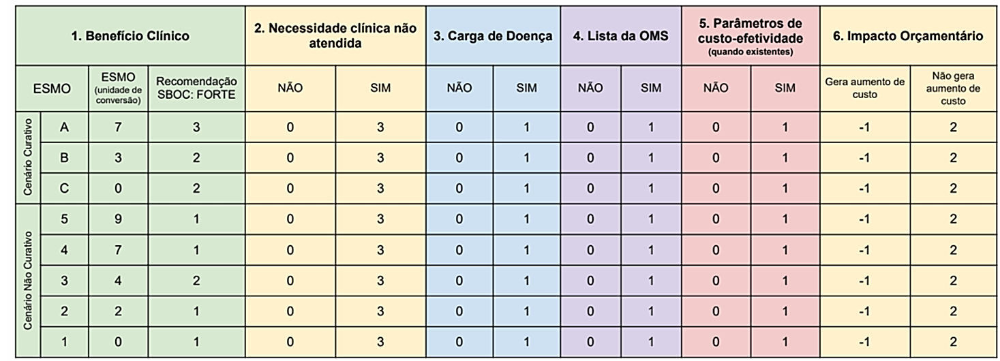 1. Benefício Clínico
2. Necessidade clínica não
atendida
3. Carga de Doença
4. Lista da OMS
5. Parâmetros de
custo-efetividade
(quando existentes)
6. Impacto Orçamentário
ESMO
ESMO
(unidade de
conversão)
Recomendação
SBOC: FORTE
NÃO
SIM
NÃO
SIM
NÃO
SIM
NÃO
SIM
Gera aumento de
custo
Não gera
aumento de
custo
Cenário Curativo
A 7 3 0 3 0 1 0 1 0 1 -1 2
B 3 2 0 3 0 1 0 1 0 1 -1 2
C 0 2 0 3 0 1 0 1 0 1 -1 2
Cenário Não Curativo
5 9 1 0 3 0 1 0 1 0 1 -1 2
4 7 1 0 3 0 1 0 1 0 1 -1 2
3 4 2 0 3 0 1 0 1 0 1 -1 2
2 2 1 0 3 0 1 0 1 0 1 -1 2
1 0 1 0 3 0 1 0 1 0 1 -1 2